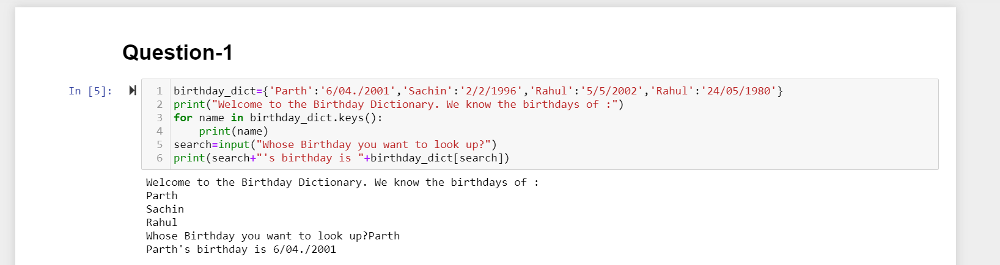 Question-1
In [5]:
1 birthday_dict={'Parth':'6/04./2001','Sachin':'2/2/1996','Rahul':'5/5/2002','Rahul':'24/05/1980'}
2 print("Welcome to the Birthday Dictionary. We know the birthdays of :")
3 for name in birthday_dict.keys():
4     print(name)
5 search=input("Whose Birthday you want to look up?")
6 print(search+"'s birthday is "+birthday_dict[search])
Welcome to the Birthday Dictionary. We know the birthdays of :
Parth
Sachin
Rahul
Whose Birthday you want to look up?Parth
Parth's birthday is 6/04./2001